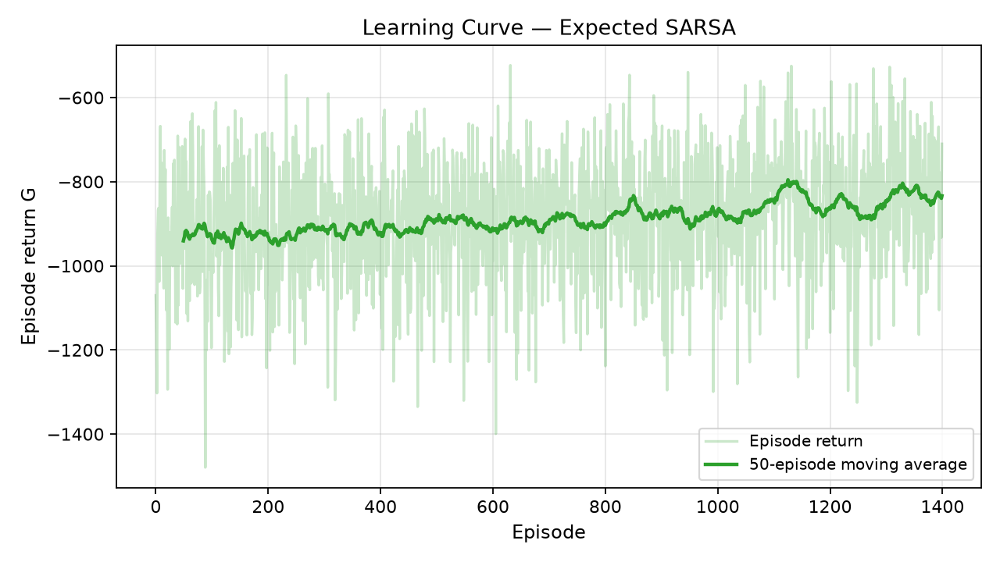 Learning Curve — Expected SARSA
Episode return G
−600
−800
−1000
−1200
−1400
0 200 400 600 800 1000 1200 1400
Episode
Episode return
50-episode moving average